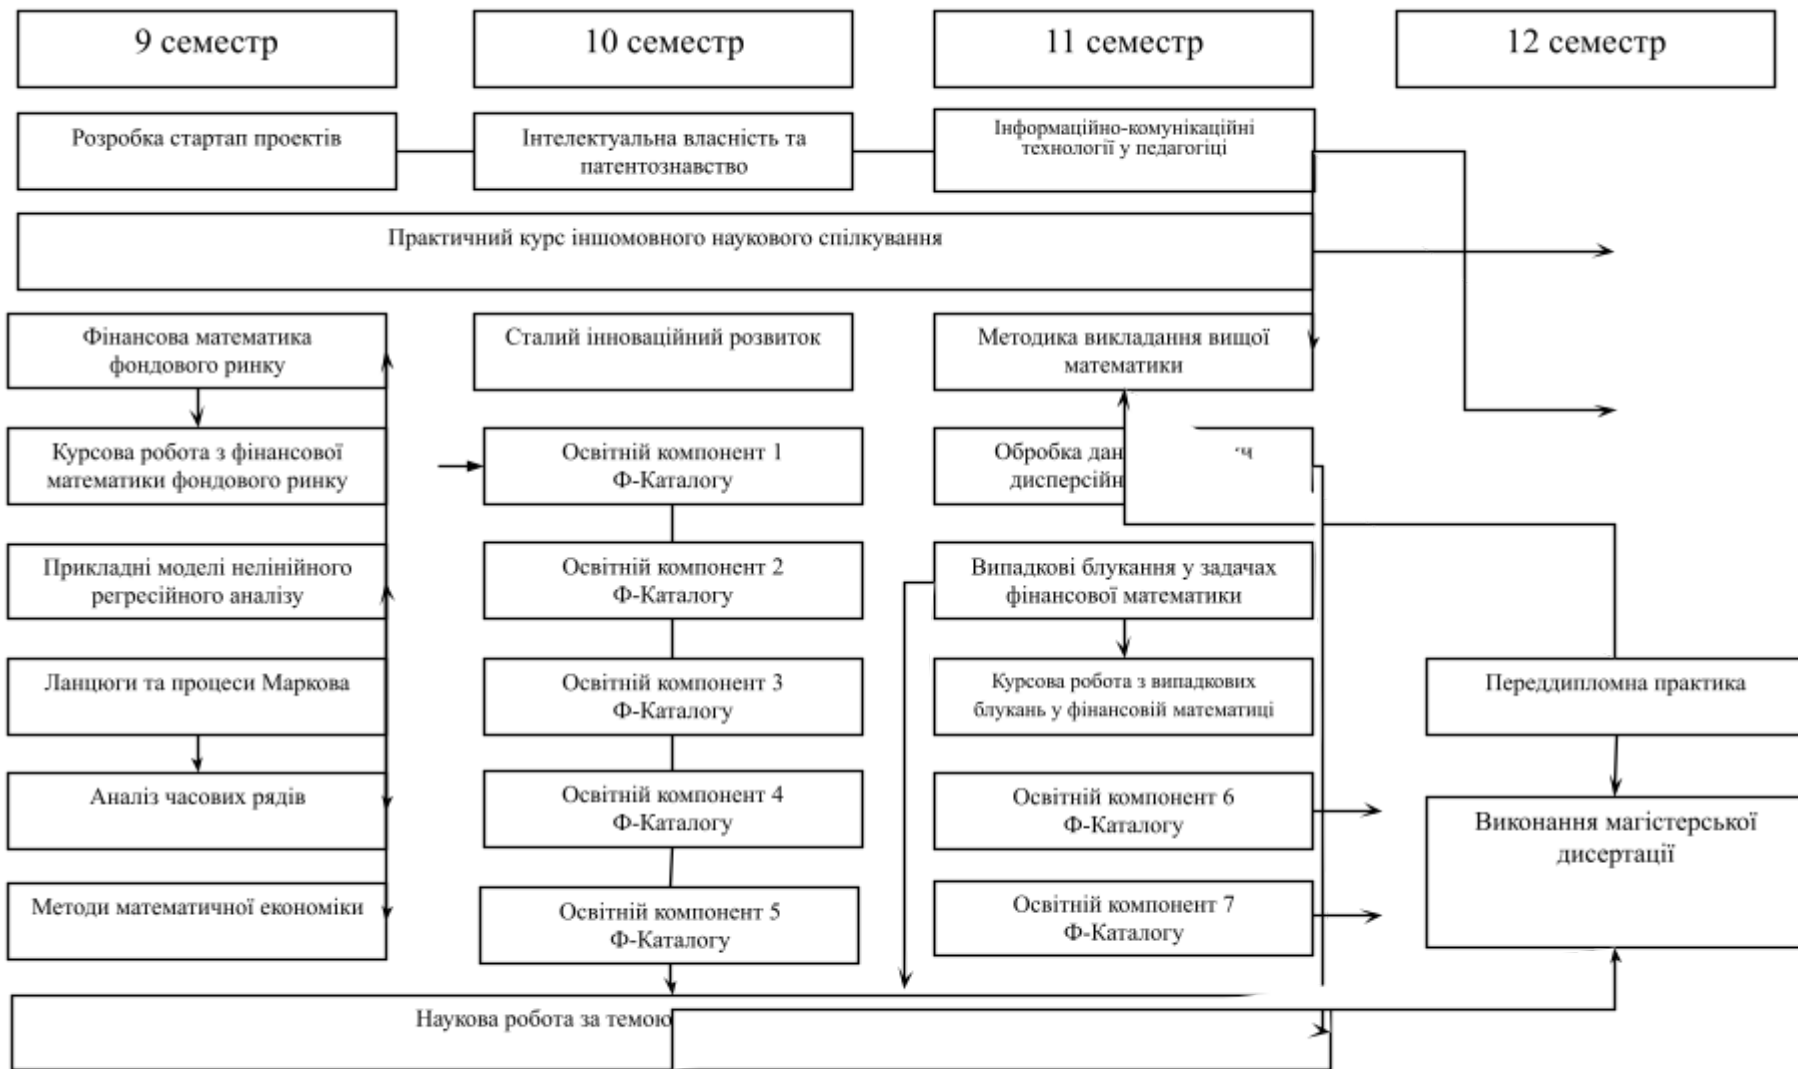 9 семестр
10 семестр
11 семестр
12 семестр
Розробка стартап проектів
Інтелектуальна власність та
патентознавство
Інформаційно-комунікаційні
технології у педагогіці
Практичний курс іншомовного наукового спілкування
Фінансова математика
фондового ринку
Сталий інноваційний розвиток
Методика викладання вищої
математики
Курсова робота з фінансової
математики фондового ринку
Освітній компонент 1
Ф-Каталогу
Обробка
Прикладні моделі нелінійного
регресійного аналізу
Освітній компонент 2
Ф-Каталогу
Випадкові блукання у задачах
фінансової математики
Ланцюги та процеси Маркова
Освітній компонент 3
Ф-Каталогу
Курсова робота з випадкових
блукань у фінансовій математиці
Переддипломна практика
Аналіз часових рядів
Освітній компонент 4
Ф-Каталогу
Освітній компонент 6
Ф-Каталогу
Виконання магістерської
дисертації
Методи математичної економіки
Освітній компонент 5
Ф-Каталогу
Освітній компонент 7
Ф-Каталогу
Наукова робота за темою